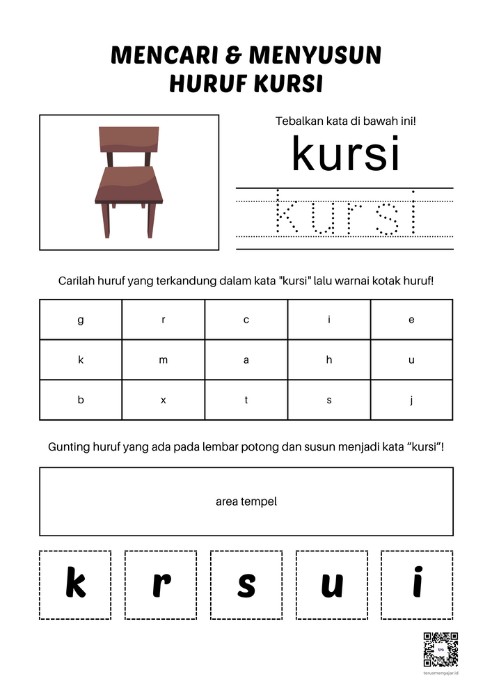 MENCARI & MENYUSUN
HURUF KURSI
Tebalkan kata di bawah ini!
kursi
kursi
Carilah huruf yang terkandung dalam kata "kursi" lalu warnai kotak huruf!
g r c i e
k m a h u
b x t s j
Gunting huruf yang ada pada lembar potong dan susun menjadi kata “kursi”!
area tempel
k r s u i